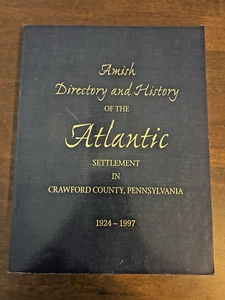 Amish
Directory and History
OF THE
Atlantic
SETTLEMENT
IN
CRAWFORD COUNTY, PENNSYLVANIA
1924 – 1997